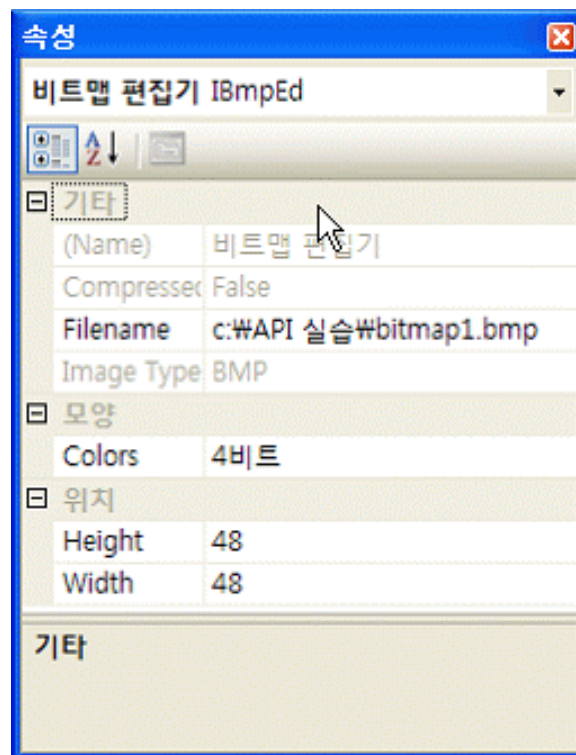 속성
비트맵 편집기 IBmpEd
기타
(Name) 비트맵 편집기
Compressed False
Filename c:₩API 실습₩bitmap1.bmp
Image Type BMP
모양
Colors 4비트
위치
Height 48
Width 48
기타